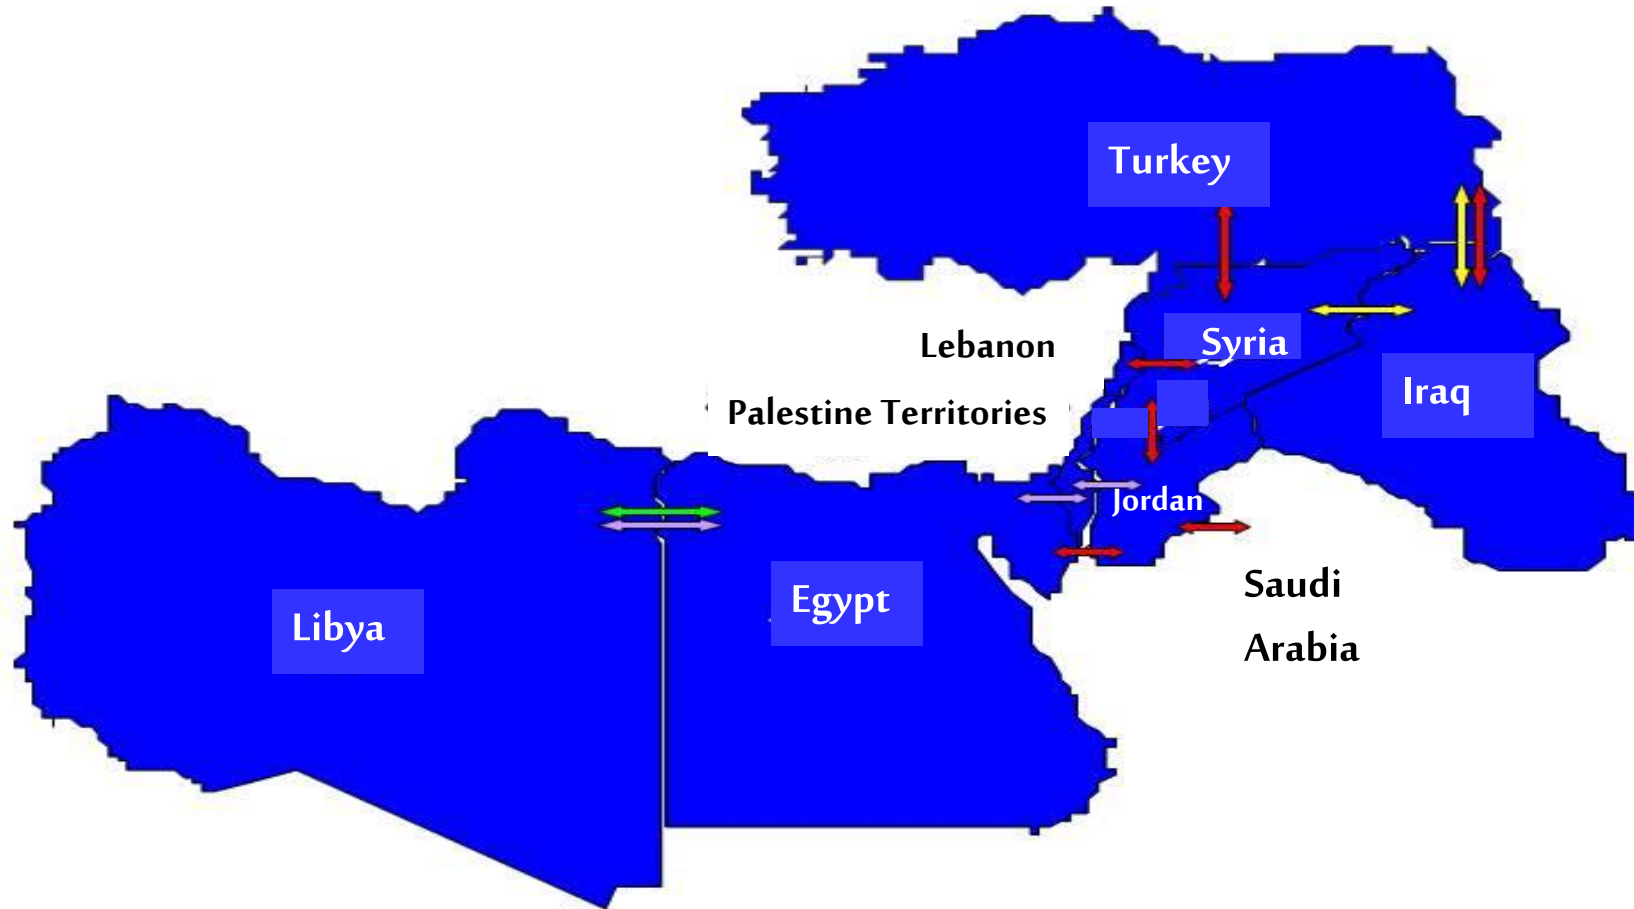 Turkey
Lebanon
Syria
Iraq
Palestine Territories
Jordan
Saudi
Arabia
Egypt
Libya